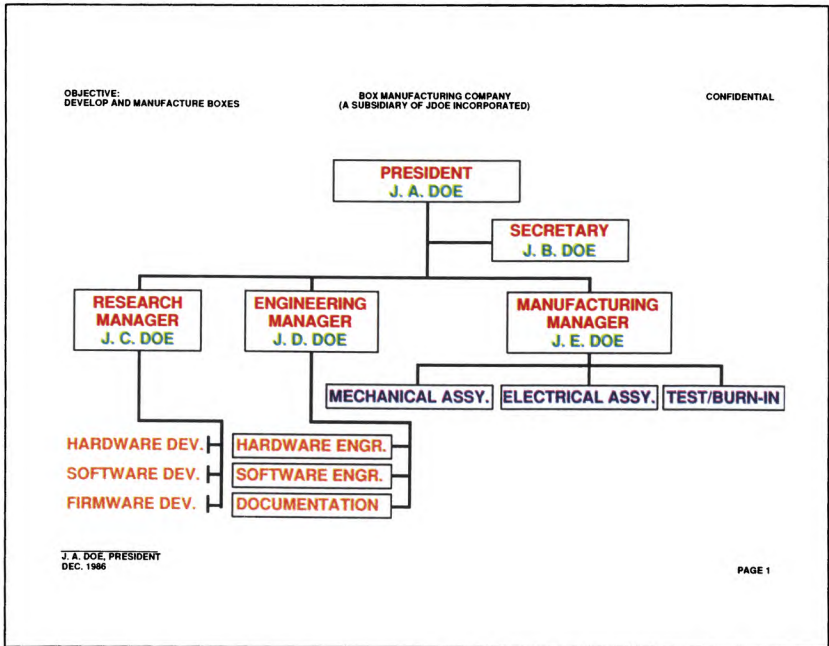 OBJECTIVE:
DEVELOP AND MANUFACTURE BOXES
BOX MANUFACTURING COMPANY
(A SUBSIDIARY OF JDOE INCORPORATED)
CONFIDENTIAL
PRESIDENT
J. A. DOE
SECRETARY
J. B. DOE
RESEARCH
MANAGER
J. C. DOE
ENGINEERING
MANAGER
J. D. DOE
MANUFACTURING
MANAGER
J. E. DOE
MECHANICAL ASSY.
ELECTRICAL ASSY.
TEST/BURN-IN
HARDWARE DEV.
SOFTWARE DEV.
FIRMWARE DEV.
HARDWARE ENGR.
SOFTWARE ENGR.
DOCUMENTATION
J. A. DOE, PRESIDENT
DEC. 1986
PAGE 1